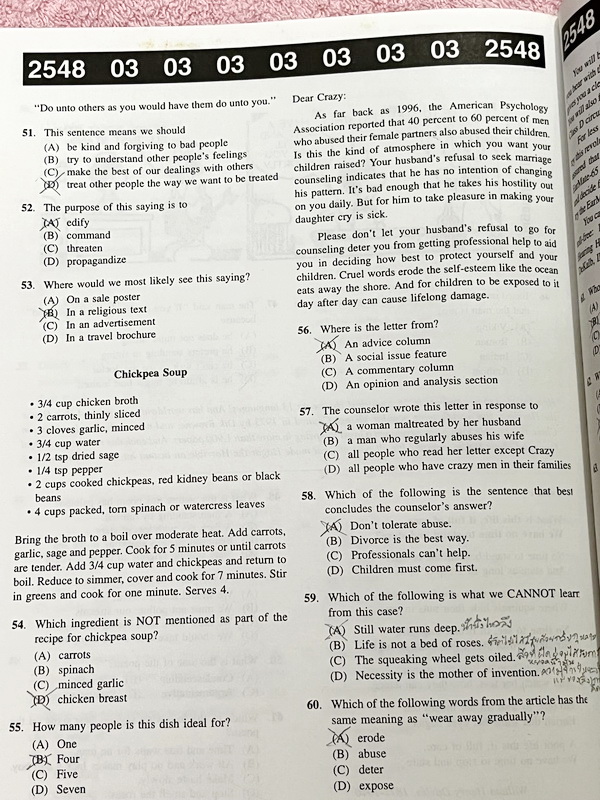 2548 03 03 03 03 03 03 03 2548
"Do unto others as you would have them do unto you."
51. This sentence means we should
(A) be kind and forgiving to bad people
(B) try to understand other people's feelings
(C) make the best of our dealings with others
(D) treat other people the way we want to be treated
52. The purpose of this saying is to
(A) edify
(B) command
(C) threaten
(D) propagandize
53. Where would we most likely see this saying?
(A) On a sale poster
(B) In a religious text
(C) In an advertisement
(D) In a travel brochure
Chickpea Soup
• 3/4 cup chicken broth
• 2 carrots, thinly sliced
• 3 cloves garlic, minced
• 3/4 cup water
• 1/2 tsp dried sage
• 1/4 tsp pepper
• 2 cups cooked chickpeas, red kidney beans or black
beans
• 4 cups packed, torn spinach or watercress leaves
Bring the broth to a boil over moderate heat. Add carrots,
garlic, sage and pepper. Cook for 5 minutes or until carrots
are tender. Add 3/4 cup water and chickpeas and return to
boil. Reduce to simmer, cover and cook for 7 minutes. Stir
in greens and cook for one minute. Serves 4.
54. Which ingredient is NOT mentioned as part of the
recipe for chickpea soup?
(A) carrots
(B) spinach
(C) minced garlic
(D) chicken breast
55. How many people is this dish ideal for?
(A) One
(B) Four
(C) Five
(D) Seven
Dear Crazy:
As far back as 1996, the American Psychology
Association reported that 40 percent to 60 percent of men
who abused their female partners also abused their children.
Is this the kind of atmosphere in which you want your
children raised? Your husband's refusal to seek marriage
counseling indicates that he has no intention of changing
his pattern. It's bad enough that he takes his hostility out
on you daily. But for him to take pleasure in making your
daughter cry is sick.
Please don't let your husband's refusal to go for
counseling deter you from getting professional help to aid
you in deciding how best to protect yourself and your
children. Cruel words erode the self-esteem like the ocean
eats away the shore. And for children to be exposed to it
day after day can cause lifelong damage.
56. Where is the letter from?
(A) An advice column
(B) A social issue feature
(C) A commentary column
(D) An opinion and analysis section
57. The counselor wrote this letter in response to
(A) a woman maltreated by her husband
(B) a man who regularly abuses his wife
(C) all people who read her letter except Crazy
(D) all people who have crazy men in their families
58. Which of the following is the sentence that best
concludes the counselor's answer?
(A) Don't tolerate abuse.
(B) Divorce is the best way.
(C) Professionals can't help.
(D) Children must come first.
59. Which of the following is what we CANNOT learn
from this case?
(A) Still water runs deep.
(B) Life is not a bed of roses.
(C) The squeaking wheel gets oiled.
(D) Necessity is the mother of invention.
60. Which of the following words from the article has the
same meaning as "wear away gradually"?
(A) erode
(B) abuse
(C) deter
(D) expose
2548